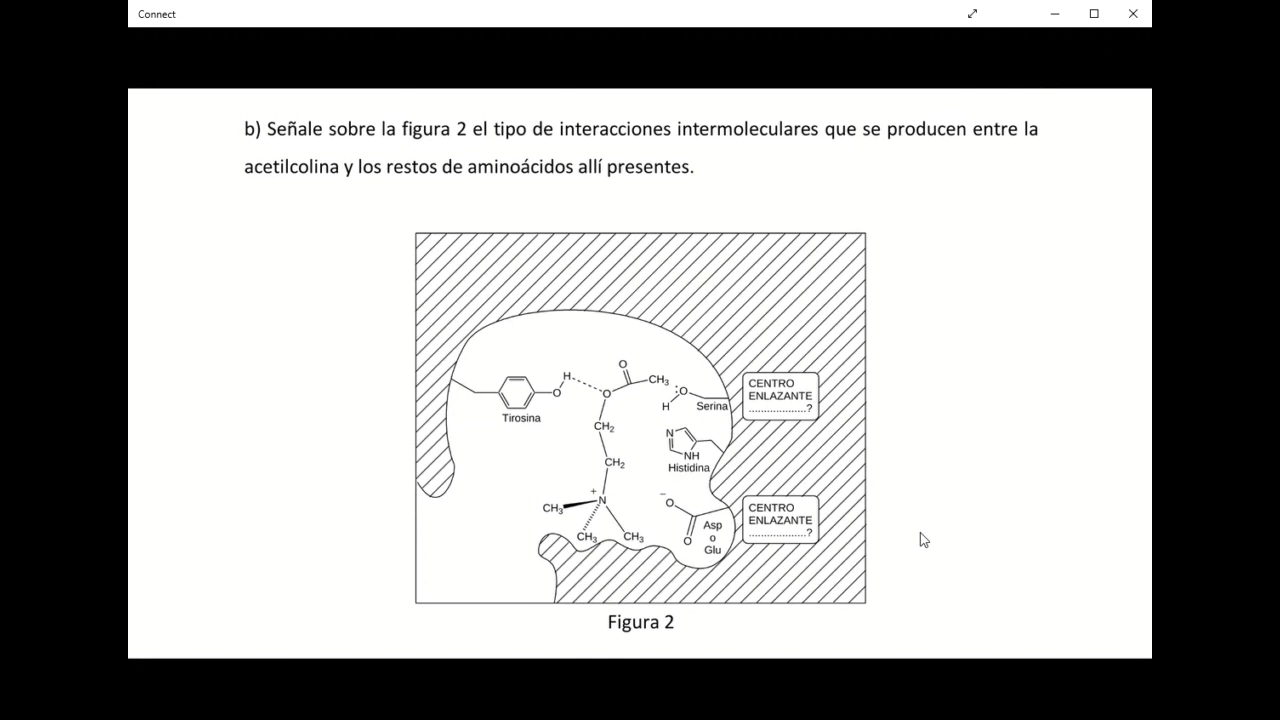 Connect
b) Señale sobre la figura 2 el tipo de interacciones intermoleculares que se producen entre la
acetilcolina y los restos de aminoácidos allí presentes.
O
H
CH₃
:O
O
O
H
Serina
Tirosina
CENTRO
ENLAZANTE
...................?
CH₂
N
NH
Histidina
CH₂
+
N
CH₃
CH₃
CH₃
−
O
O
Asp
o
Glu
CENTRO
ENLAZANTE
...................?
Figura 2